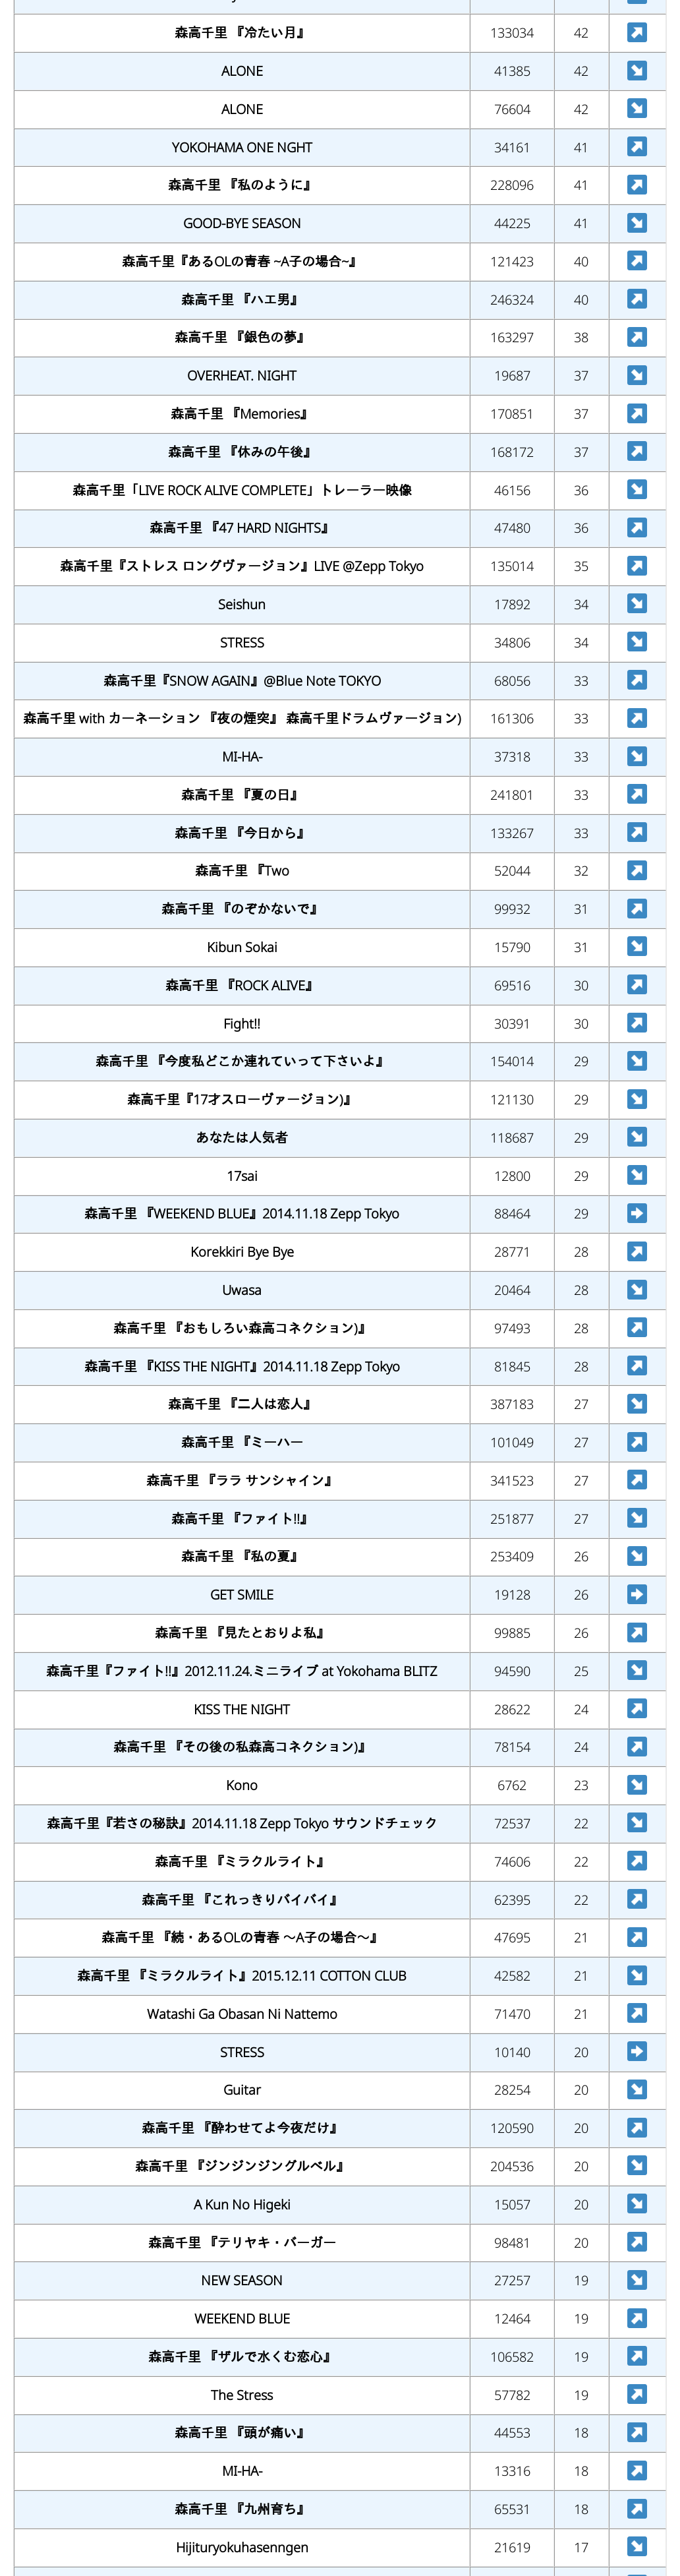 森高千里 『冷たい月』 133034 42
ALONE 41385 42
ALONE 76604 42
YOKOHAMA ONE NGHT 34161 41
森高千里 『私のように』 228096 41
GOOD-BYE SEASON 44225 41
森高千里『あるOLの青春 ~A子の場合~』 121423 40
森高千里 『ハエ男』 246324 40
森高千里 『銀色の夢』 163297 38
OVERHEAT. NIGHT 19687 37
森高千里 『Memories』 170851 37
森高千里 『休みの午後』 168172 37
森高千里「LIVE ROCK ALIVE COMPLETE」トレーラー映像 46156 36
森高千里 『47 HARD NIGHTS』 47480 36
森高千里『ストレス ロングヴァージョン』LIVE @Zepp Tokyo 135014 35
Seishun 17892 34
STRESS 34806 34
森高千里『SNOW AGAIN』@Blue Note TOKYO 68056 33
森高千里 with カーネーション 『夜の煙突』 森高千里ドラムヴァージョン) 161306 33
MI-HA- 37318 33
森高千里 『夏の日』 241801 33
森高千里 『今日から』 133267 33
森高千里 『Two 52044 32
森高千里 『のぞかないで』 99932 31
Kibun Sokai 15790 31
森高千里 『ROCK ALIVE』 69516 30
Fight!! 30391 30
森高千里 『今度私どこか連れていって下さいよ』 154014 29
森高千里『17才スローヴァージョン)』 121130 29
あなたは人気者 118687 29
17sai 12800 29
森高千里 『WEEKEND BLUE』2014.11.18 Zepp Tokyo 88464 29
Korekkiri Bye Bye 28771 28
Uwasa 20464 28
森高千里 『おもしろい森高コネクション)』 97493 28
森高千里 『KISS THE NIGHT』2014.11.18 Zepp Tokyo 81845 28
森高千里 『二人は恋人』 387183 27
森高千里 『ミーハー 101049 27
森高千里 『ララ サンシャイン』 341523 27
森高千里 『ファイト!!』 251877 27
森高千里 『私の夏』 253409 26
GET SMILE 19128 26
森高千里 『見たとおりよ私』 99885 26
森高千里『ファイト!!』2012.11.24.ミニライブ at Yokohama BLITZ 94590 25
KISS THE NIGHT 28622 24
森高千里 『その後の私森高コネクション)』 78154 24
Kono 6762 23
森高千里『若さの秘訣』2014.11.18 Zepp Tokyo サウンドチェック 72537 22
森高千里 『ミラクルライト』 74606 22
森高千里 『これっきりバイバイ』 62395 22
森高千里 『続・あるOLの青春 〜A子の場合〜』 47695 21
森高千里 『ミラクルライト』2015.12.11 COTTON CLUB 42582 21
Watashi Ga Obasan Ni Nattemo 71470 21
STRESS 10140 20
Guitar 28254 20
森高千里 『酔わせてよ今夜だけ』 120590 20
森高千里 『ジンジンジングルベル』 204536 20
A Kun No Higeki 15057 20
森高千里 『テリヤキ・バーガー 98481 20
NEW SEASON 27257 19
WEEKEND BLUE 12464 19
森高千里 『ザルで水くむ恋心』 106582 19
The Stress 57782 19
森高千里 『頭が痛い』 44553 18
MI-HA- 13316 18
森高千里 『九州育ち』 65531 18
Hijituryokuhasenngen 21619 17